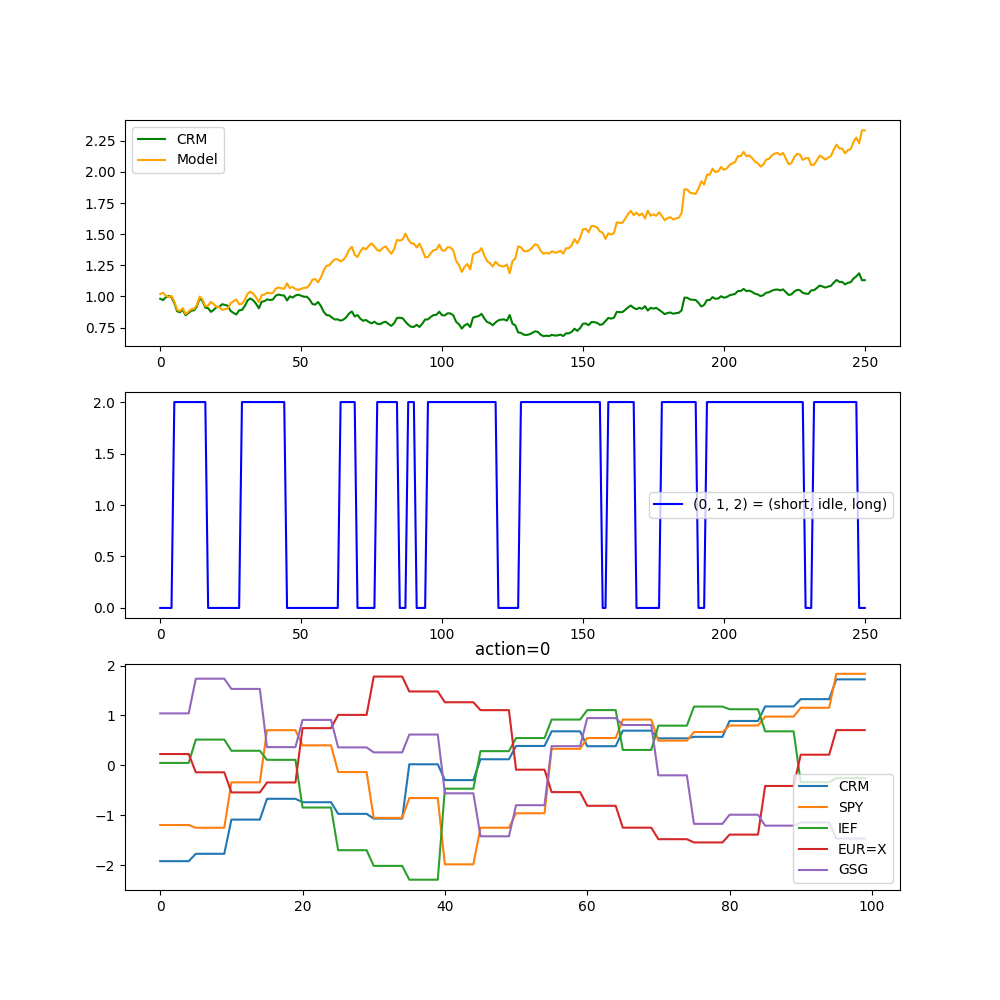 2.25
2.00
1.75
1.50
1.25
1.00
0.75
CRM
Model
0 50 100 150 200 250
2.0
1.5
1.0
0.5
0.0
(0, 1, 2) = (short, idle, long)
0 50 100 150 200 250
action=0
2
1
0
−1
−2
CRM
SPY
IEF
EUR=X
GSG
0 20 40 60 80 100